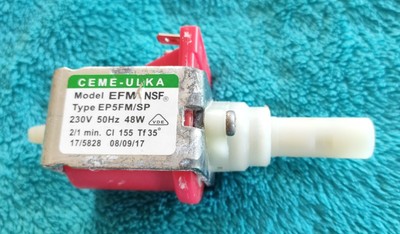 CEME-ULKA
Model EFM NSF®
Type EP5FM/SP
230V 50Hz 48W VDE
2/1 min. Cl 155 Tf35°
17/5828 08/09/17